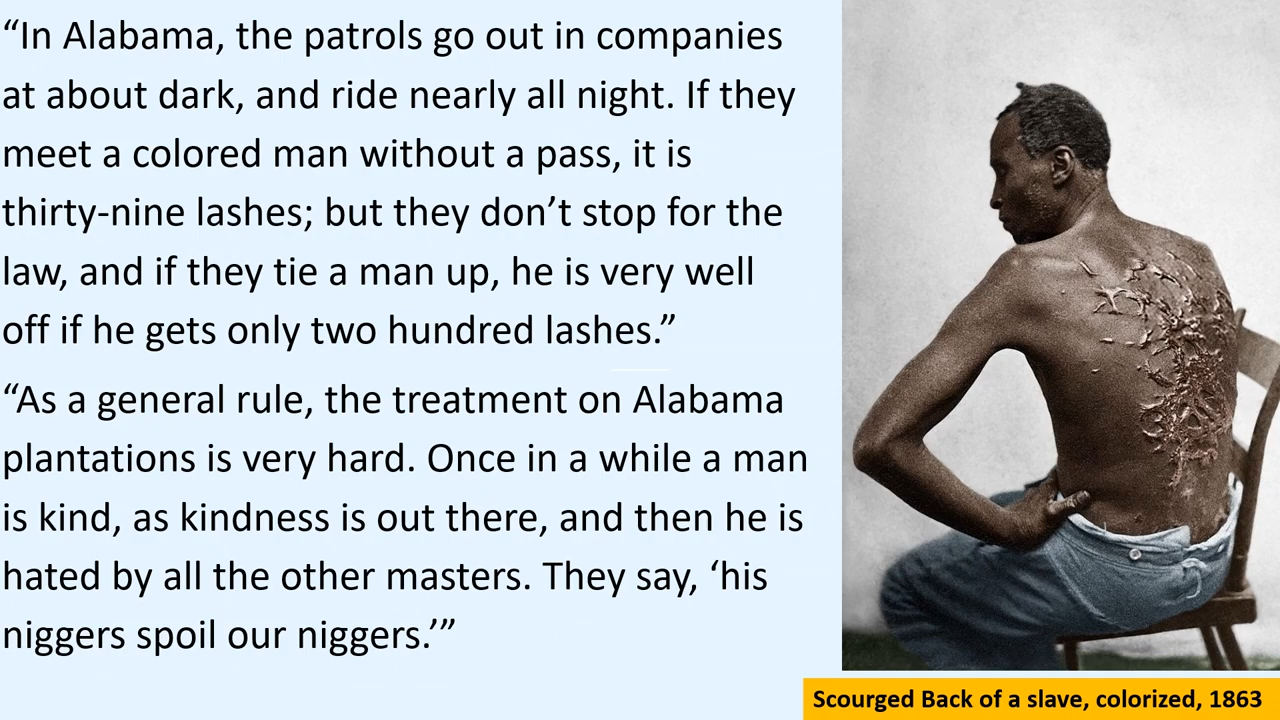 “In Alabama, the patrols go out in companies
at about dark, and ride nearly all night. If they
meet a colored man without a pass, it is
thirty-nine lashes; but they don’t stop for the
law, and if they tie a man up, he is very well
off if he gets only two hundred lashes.”
“As a general rule, the treatment on Alabama
plantations is very hard. Once in a while a man
is kind, as kindness is out there, and then he is
hated by all the other masters. They say, ‘his
niggers spoil our niggers.’”
Scourged Back of a slave, colorized, 1863